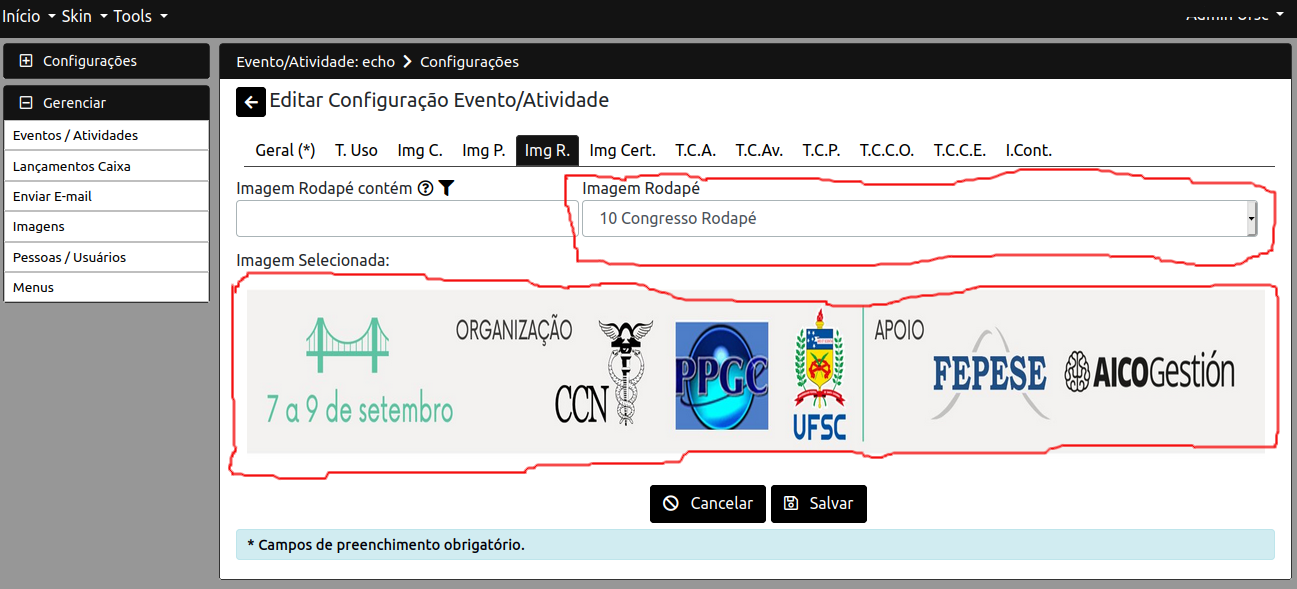 Início Skin Tools Admin Ufsc
Configurações
Gerenciar
Eventos / Atividades
Lançamentos Caixa
Enviar E-mail
Imagens
Pessoas / Usuários
Menus
Evento/Atividade: echo > Configurações
Editar Configuração Evento/Atividade
Geral (*) T. Uso Img C. Img P. Img R. Img Cert. T.C.A. T.C.Av. T.C.P. T.C.C.O. T.C.C.E. I.Cont.
Imagem Rodapé contém
Imagem Rodapé
10 Congresso Rodapé
Imagem Selecionada:
7 a 9 de setembro
ORGANIZAÇÃO
CCN
PPGC
UFSC
APOIO
FEPESE
AICOGestión
Cancelar Salvar
* Campos de preenchimento obrigatório.